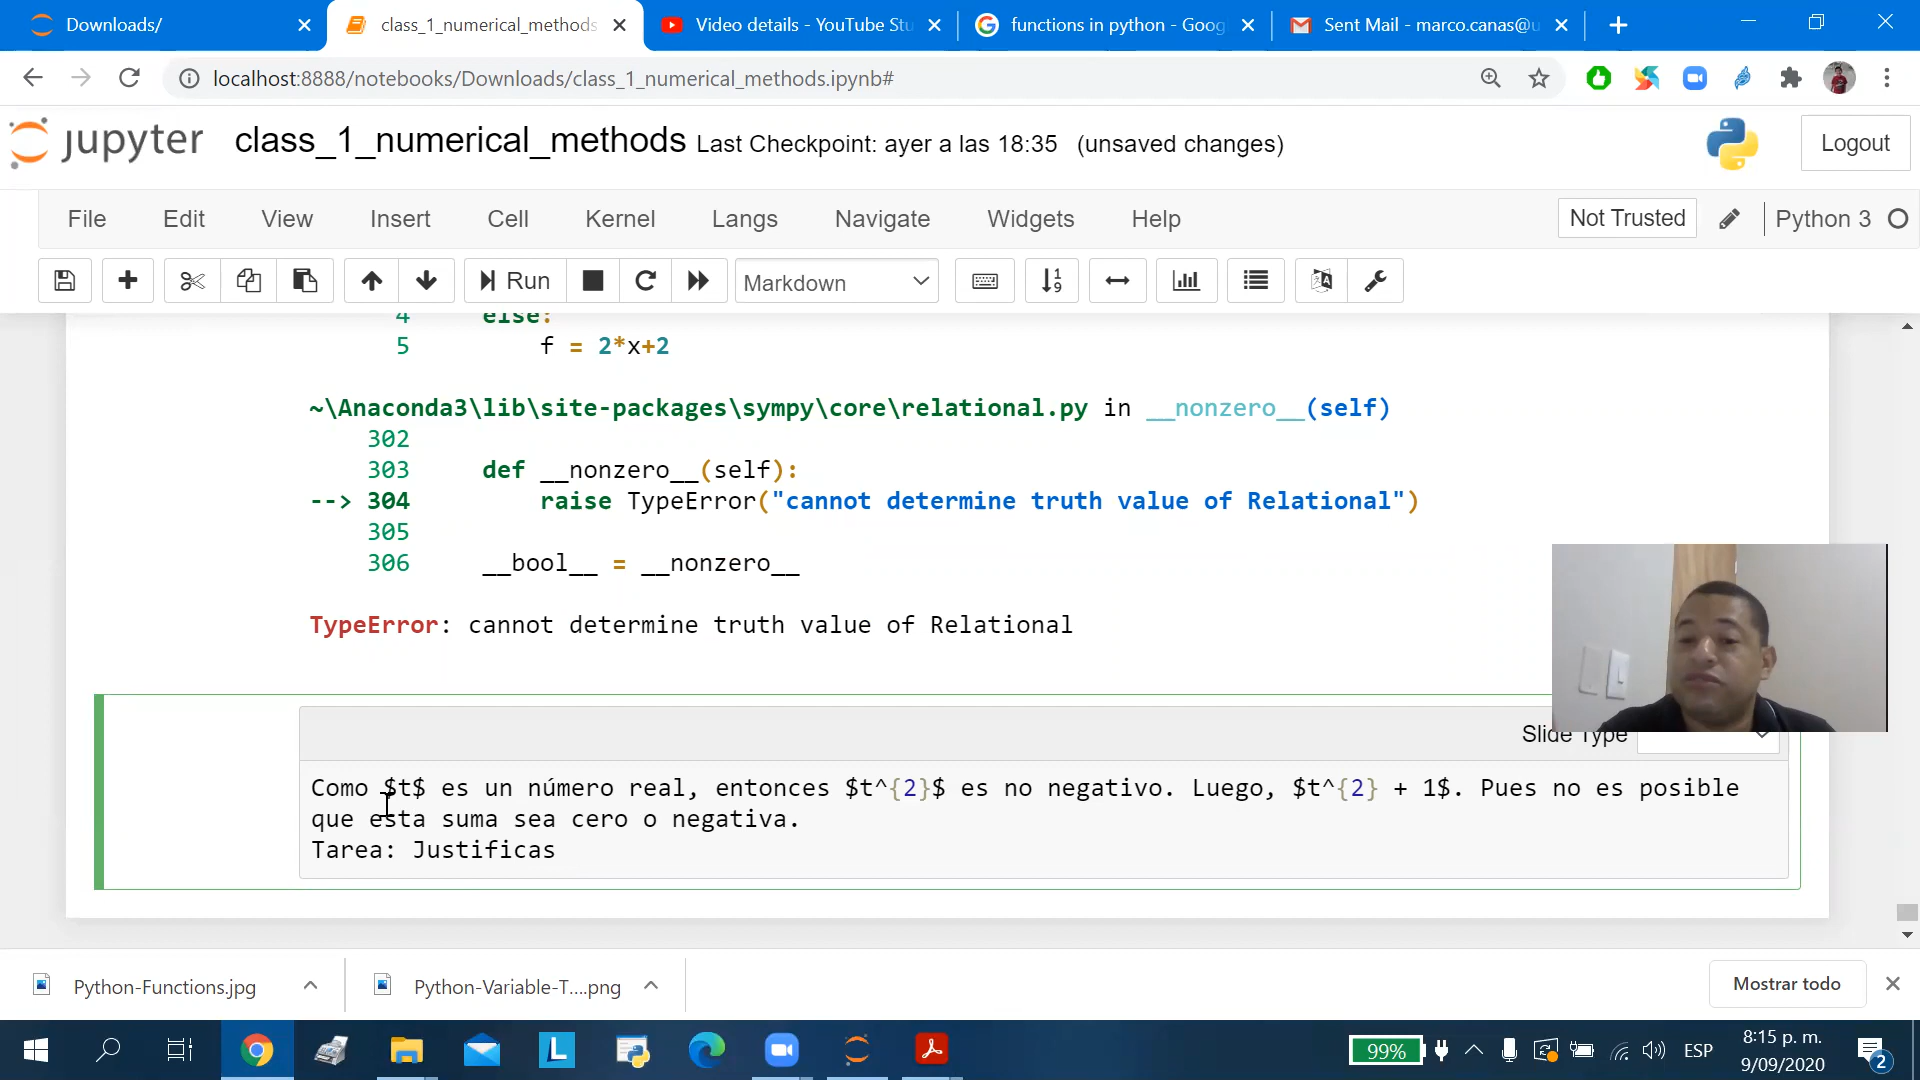 Downloads/
class_1_numerical_methods
Video details - YouTube Stu
functions in python - Goog
Sent Mail - marco.canas@u
localhost:8888/notebooks/Downloads/class_1_numerical_methods.ipynb#
jupyter class_1_numerical_methods Last Checkpoint: ayer a las 18:35 (unsaved changes)
Logout
File Edit View Insert Cell Kernel Langs Navigate Widgets Help
Not Trusted
Python 3
Run
Markdown
4 else:
5 f = 2*x+2
~\Anaconda3\lib\site-packages\sympy\core\relational.py in __nonzero__(self)
302
303 def __nonzero__(self):
--> 304 raise TypeError("cannot determine truth value of Relational")
305
306 __bool__ = __nonzero__
TypeError: cannot determine truth value of Relational
Slide Type
Como $t$ es un número real, entonces $t^{2}$ es no negativo. Luego, $t^{2} + 1$. Pues no es posible
que esta suma sea cero o negativa.
Tarea: Justificas
Python-Functions.jpg
Python-Variable-T....png
Mostrar todo
99%
ESP
8:15 p. m.
9/09/2020
2